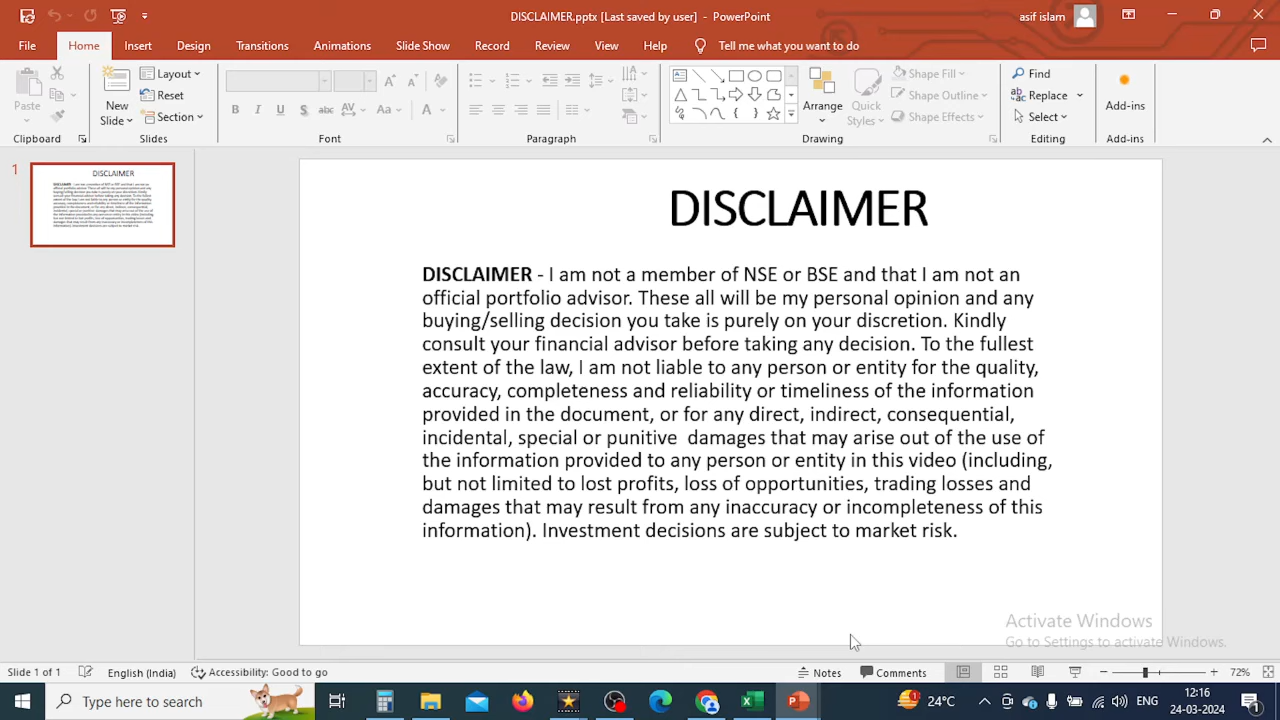 DISCLAIMER.pptx [Last saved by user] - PowerPoint
asif islam
File Home Insert Design Transitions Animations Slide Show Record Review View Help Tell me what you want to do
Paste
New Slide
Layout
Reset
Section
B I U S abc AV Aa A
Arrange
Quick Styles
Shape Fill
Shape Outline
Shape Effects
Find
Replace
Select
Add-ins
Clipboard Slides Font Paragraph Drawing Editing Add-ins
1
DISCLAIMER
DISCLAIMER
DISCLAIMER - I am not a member of NSE or BSE and that I am not an
official portfolio advisor. These all will be my personal opinion and any
buying/selling decision you take is purely on your discretion. Kindly
consult your financial advisor before taking any decision. To the fullest
extent of the law, I am not liable to any person or entity for the quality,
accuracy, completeness and reliability or timeliness of the information
provided in the document, or for any direct, indirect, consequential,
incidental, special or punitive  damages that may arise out of the use of
the information provided to any person or entity in this video (including,
but not limited to lost profits, loss of opportunities, trading losses and
damages that may result from any inaccuracy or incompleteness of this
information). Investment decisions are subject to market risk.
Activate Windows
Go to Settings to activate Windows.
Slide 1 of 1 English (India) Accessibility: Good to go Notes Comments 72%
Type here to search
24°C
ENG
12:16
24-03-2024